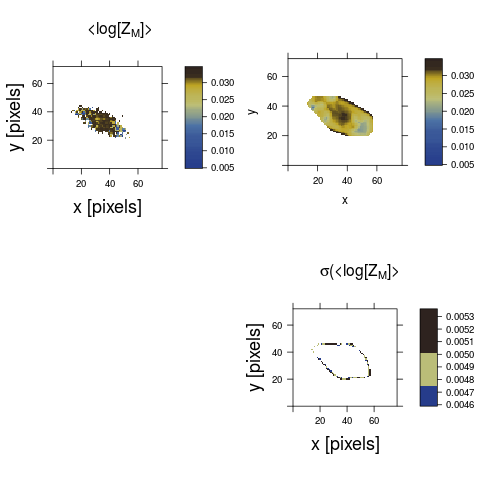 <log[Z_M]>
60
40
20
20 40 60
y [pixels]
x [pixels]
0.030
0.025
0.020
0.015
0.010
0.005
60
40
20
20 40 60
y
x
0.030
0.025
0.020
0.015
0.010
0.005
σ(<log[Z_M]>
60
40
20
20 40 60
y [pixels]
x [pixels]
0.0053
0.0052
0.0051
0.0050
0.0049
0.0048
0.0047
0.0046